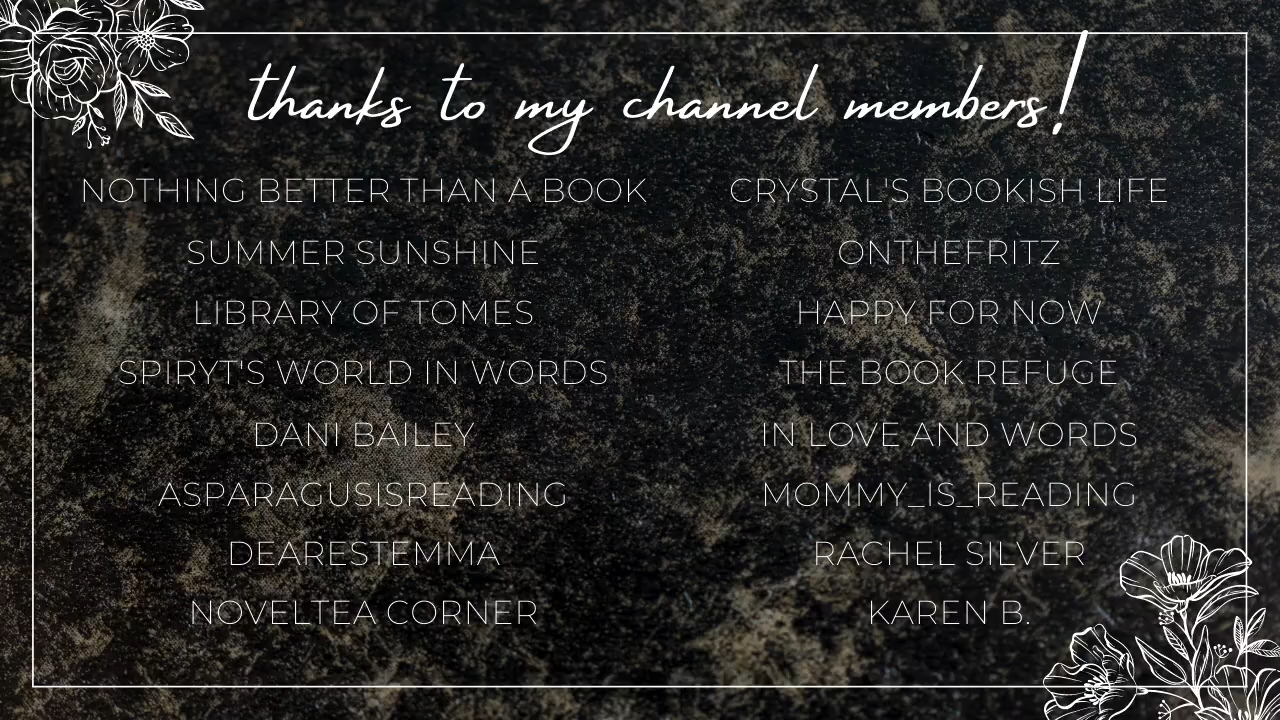 thanks to my channel members!
NOTHING BETTER THAN A BOOK
SUMMER SUNSHINE
LIBRARY OF TOMES
SPIRYT'S WORLD IN WORDS
DANI BAILEY
ASPARAGUSISREADING
DEARESTEMMA
NOVELTEA CORNER
CRYSTAL'S BOOKISH LIFE
ONTHEFRITZ
HAPPY FOR NOW
THE BOOK REFUGE
IN LOVE AND WORDS
MOMMY_IS_READING
RACHEL SILVER
KAREN B.